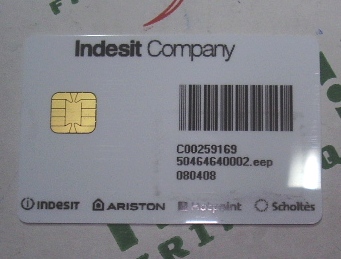 Indesit Company
C00259169
50464640002.eep
080408
indesit ARISTON Hotpoint Scholtès